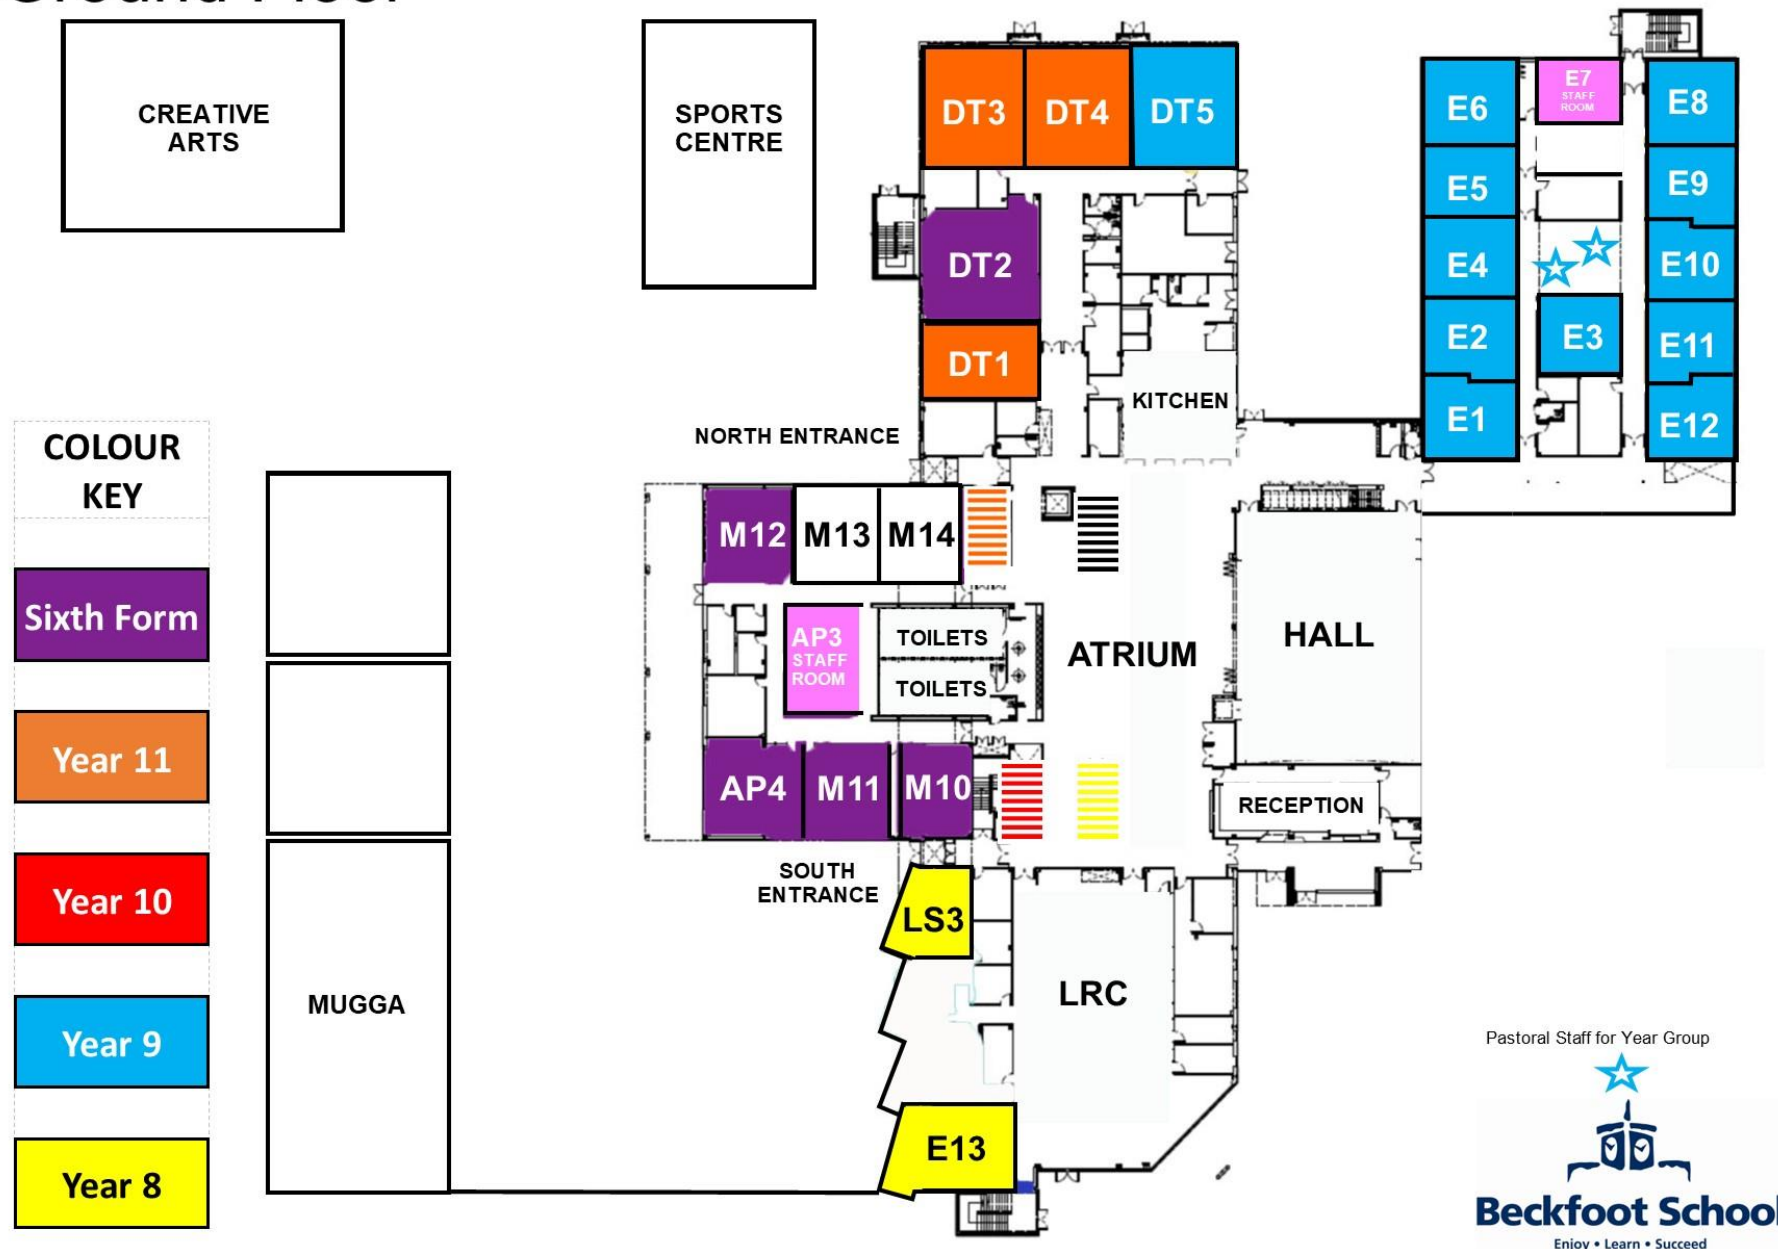 Ground Floor
CREATIVE
ARTS
SPORTS
CENTRE
DT3
DT4
DT5
DT2
DT1
KITCHEN
NORTH ENTRANCE
E6
E7
STAFF
ROOM
E8
E5
E9
E4
E10
E2
E3
E11
E1
E12
COLOUR
KEY
Sixth Form
Year 11
Year 10
Year 9
Year 8
MUGGA
M12
M13
M14
AP3
STAFF
ROOM
TOILETS
TOILETS
ATRIUM
HALL
AP4
M11
M10
RECEPTION
SOUTH
ENTRANCE
LS3
LRC
E13
Pastoral Staff for Year Group
Beckfoot School
Enjoy • Learn • Succeed